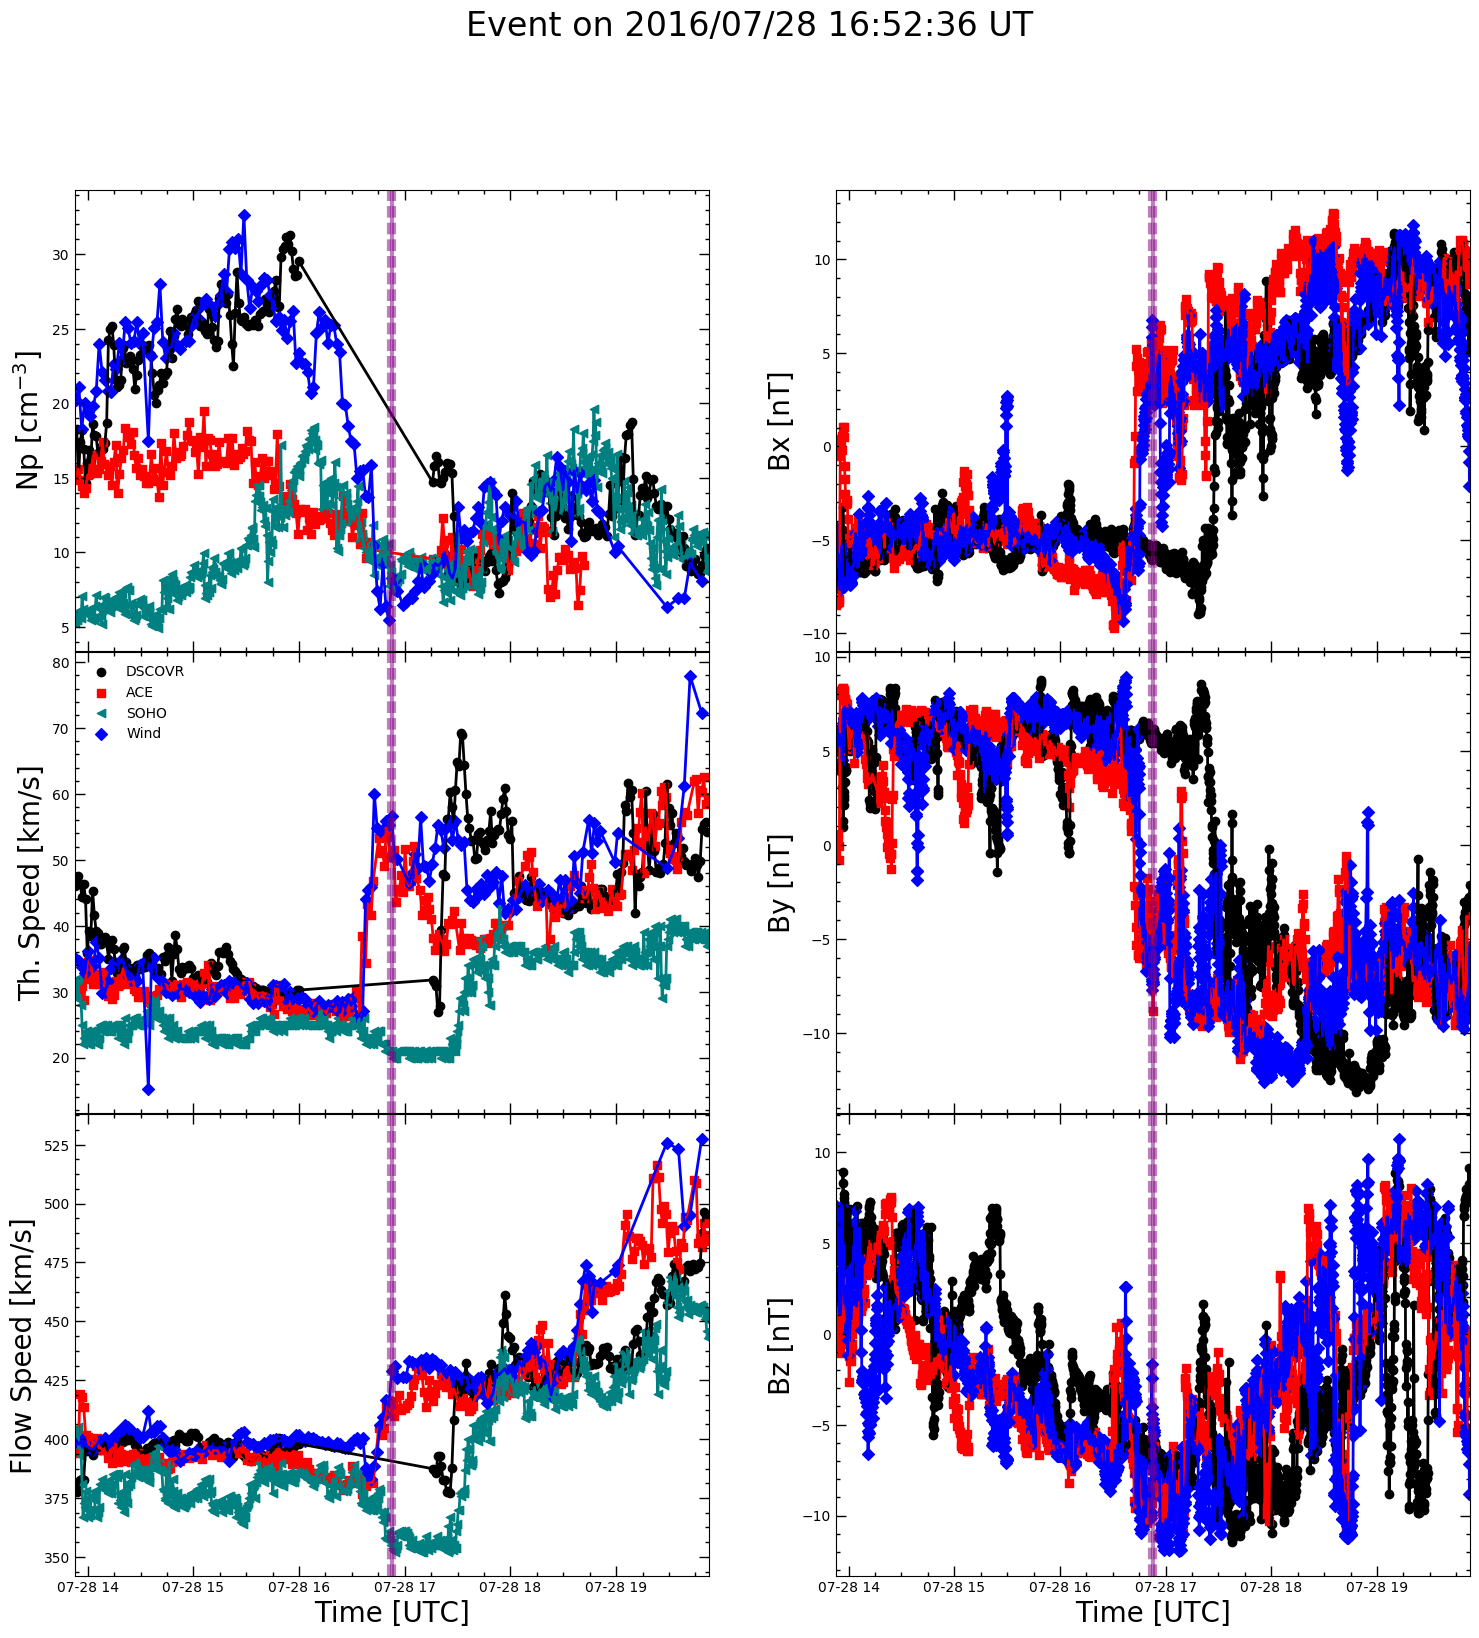 Event on 2016/07/28 16:52:36 UT
Np [cm⁻³]
30
25
20
15
10
5
Th. Speed [km/s]
80
70
60
50
40
30
20
DSCOVR
ACE
SOHO
Wind
Flow Speed [km/s]
525
500
475
450
425
400
375
350
07-28 14 07-28 15 07-28 16 07-28 17 07-28 18 07-28 19
Time [UTC]
Bx [nT]
10
5
0
−5
−10
By [nT]
10
5
0
−5
−10
Bz [nT]
10
5
0
−5
−10
07-28 14 07-28 15 07-28 16 07-28 17 07-28 18 07-28 19
Time [UTC]